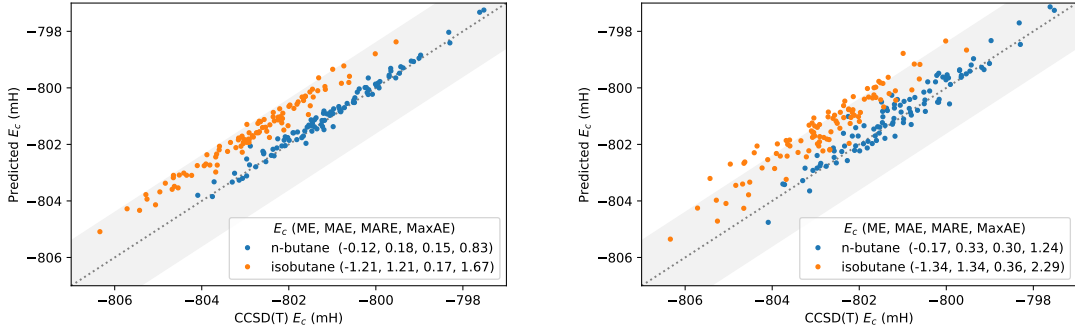 −798
−800
−802
−804
−806
Predicted E_c (mH)
E_c (ME, MAE, MARE, MaxAE)
n-butane (-0.12, 0.18, 0.15, 0.83)
isobutane (-1.21, 1.21, 0.17, 1.67)
−806 −804 −802 −800 −798
CCSD(T) E_c (mH)
−798
−800
−802
−804
−806
Predicted E_c (mH)
E_c (ME, MAE, MARE, MaxAE)
n-butane (-0.17, 0.33, 0.30, 1.24)
isobutane (-1.34, 1.34, 0.36, 2.29)
−806 −804 −802 −800 −798
CCSD(T) E_c (mH)